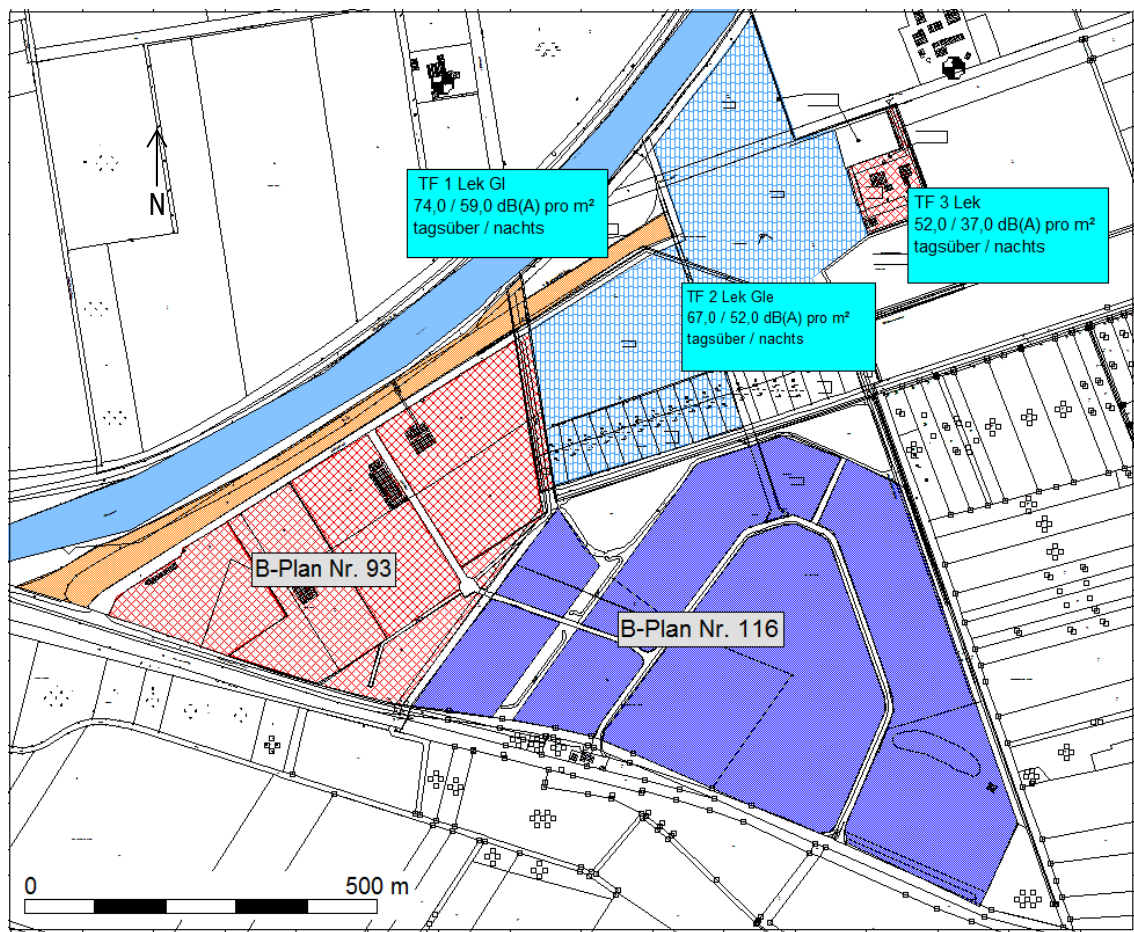 N
TF 1 Lek GI
74,0 / 59,0 dB(A) pro m²
tagsüber / nachts
TF 3 Lek
52,0 / 37,0 dB(A) pro m²
tagsüber / nachts
TF 2 Lek Gle
67,0 / 52,0 dB(A) pro m²
tagsüber / nachts
B-Plan Nr. 93
B-Plan Nr. 116
0
500 m